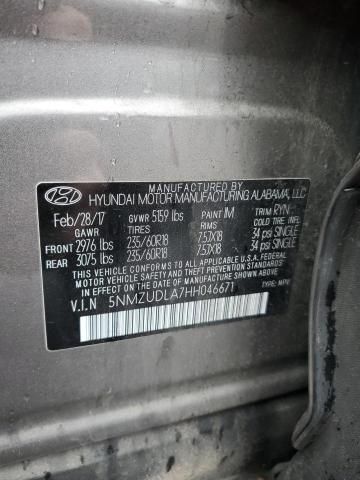 MANUFACTURED BY
HYUNDAI MOTOR MANUFACTURING ALABAMA, LLC
Feb/28/17 GVWR 5159 lbs PAINT IM TRIM RYN
GAWR TIRES RIMS COLD TIRE INF.
FRONT 2976 lbs 235/60R18 7.5JX18 34 psi SINGLE
REAR 3075 lbs 235/60R18 7.5JX18 34 psi SINGLE
THIS VEHICLE CONFORMS TO ALL APPLICABLE U.S.A. FEDERAL
MOTOR VEHICLE SAFETY AND THEFT PREVENTION STANDARDS
IN EFFECT ON THE DATE OF MANUFACTURE SHOWN ABOVE.
V.I.N 5NMZUDLA7HH046671 TYPE: MPV